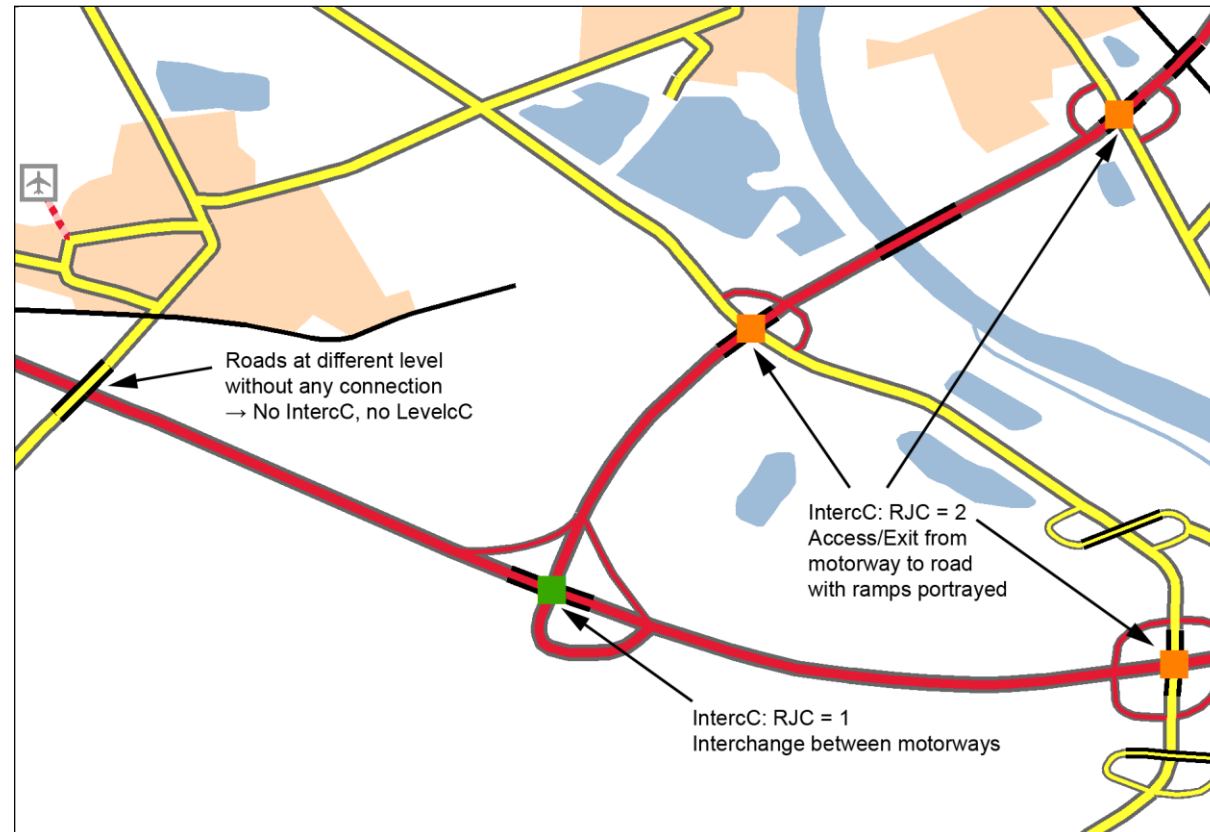 Roads at different level
without any connection
→ No IntercC, no LevelcC
IntercC: RJC = 2
Access/Exit from
motorway to road
with ramps portrayed
IntercC: RJC = 1
Interchange between motorways